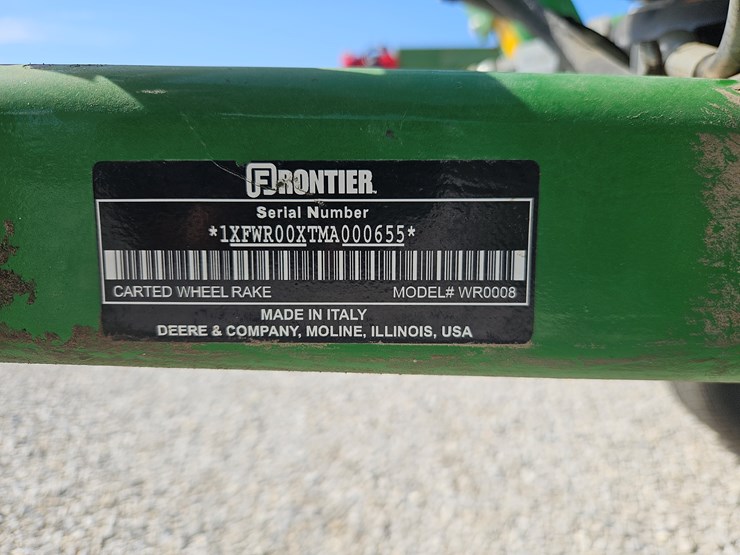 FRONTIER
Serial Number
*1XFWR00XTMA000655*
CARTED WHEEL RAKE MODEL# WR0008
MADE IN ITALY
DEERE & COMPANY, MOLINE, ILLINOIS, USA